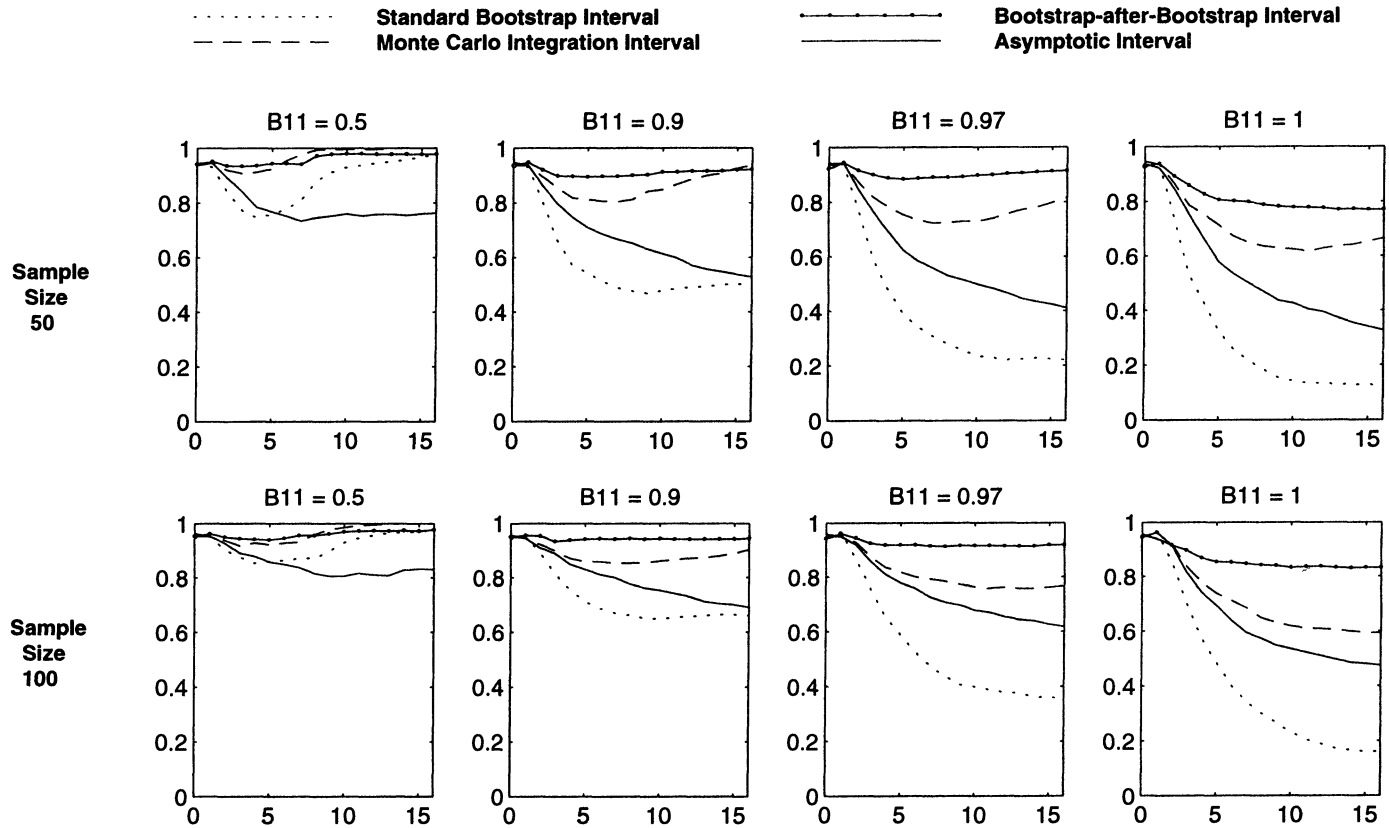 Standard Bootstrap Interval
Monte Carlo Integration Interval
Bootstrap-after-Bootstrap Interval
Asymptotic Interval
Sample
Size
50
B11 = 0.5
1
0.8
0.6
0.4
0.2
0
0 5 10 15
B11 = 0.9
1
0.8
0.6
0.4
0.2
0
0 5 10 15
B11 = 0.97
1
0.8
0.6
0.4
0.2
0
0 5 10 15
B11 = 1
1
0.8
0.6
0.4
0.2
0
0 5 10 15
Sample
Size
100
B11 = 0.5
1
0.8
0.6
0.4
0.2
0
0 5 10 15
B11 = 0.9
1
0.8
0.6
0.4
0.2
0
0 5 10 15
B11 = 0.97
1
0.8
0.6
0.4
0.2
0
0 5 10 15
B11 = 1
1
0.8
0.6
0.4
0.2
0
0 5 10 15